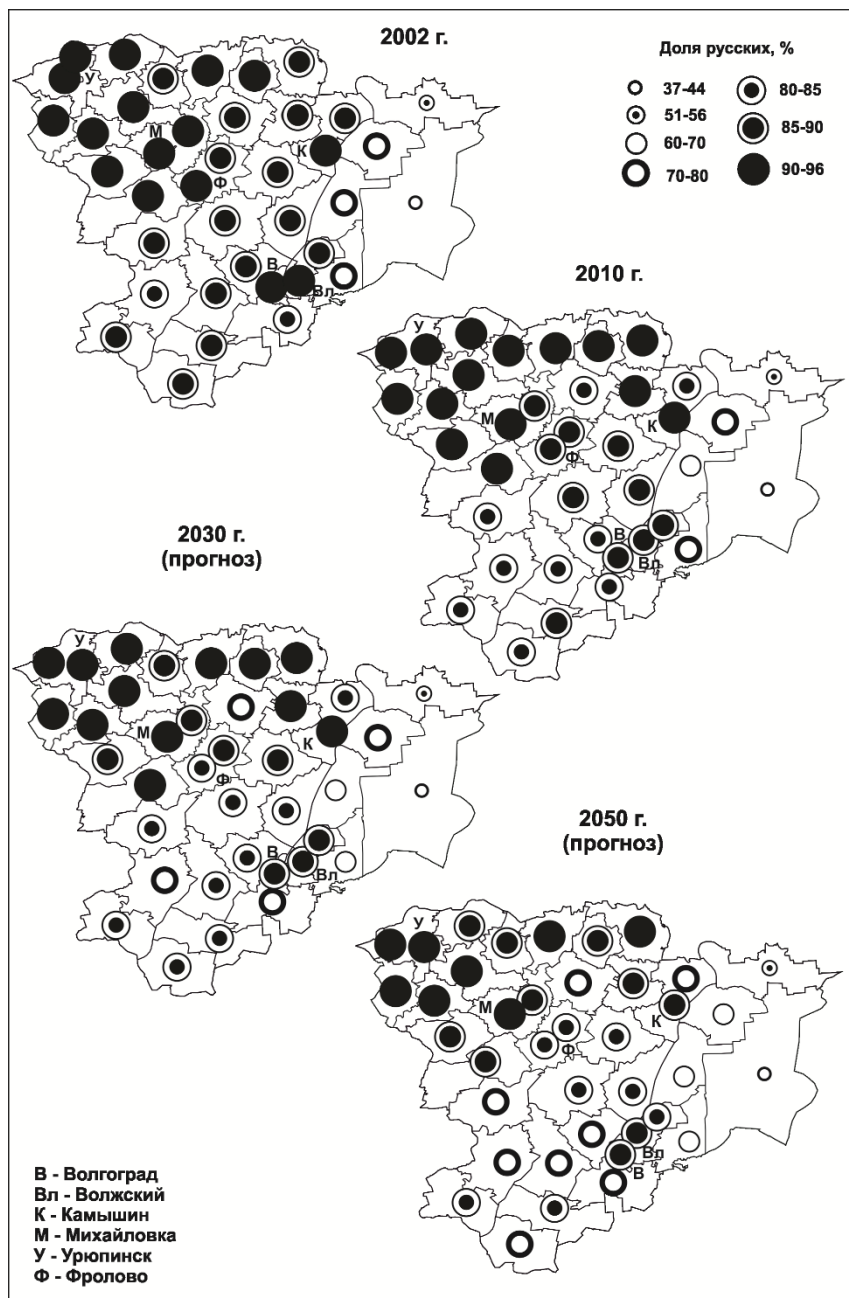 2002 г.
Доля русских, %
37-44
51-56
60-70
70-80
80-85
85-90
90-96
У
М
К
Ф
В
Вл
2010 г.
У
М
К
Ф
В
Вл
2030 г.
(прогноз)
У
М
К
Ф
В
Вл
2050 г.
(прогноз)
У
М
К
Ф
Вл
В
В - Волгоград
Вл - Волжский
К - Камышин
М - Михайловка
У - Урюпинск
Ф - Фролово